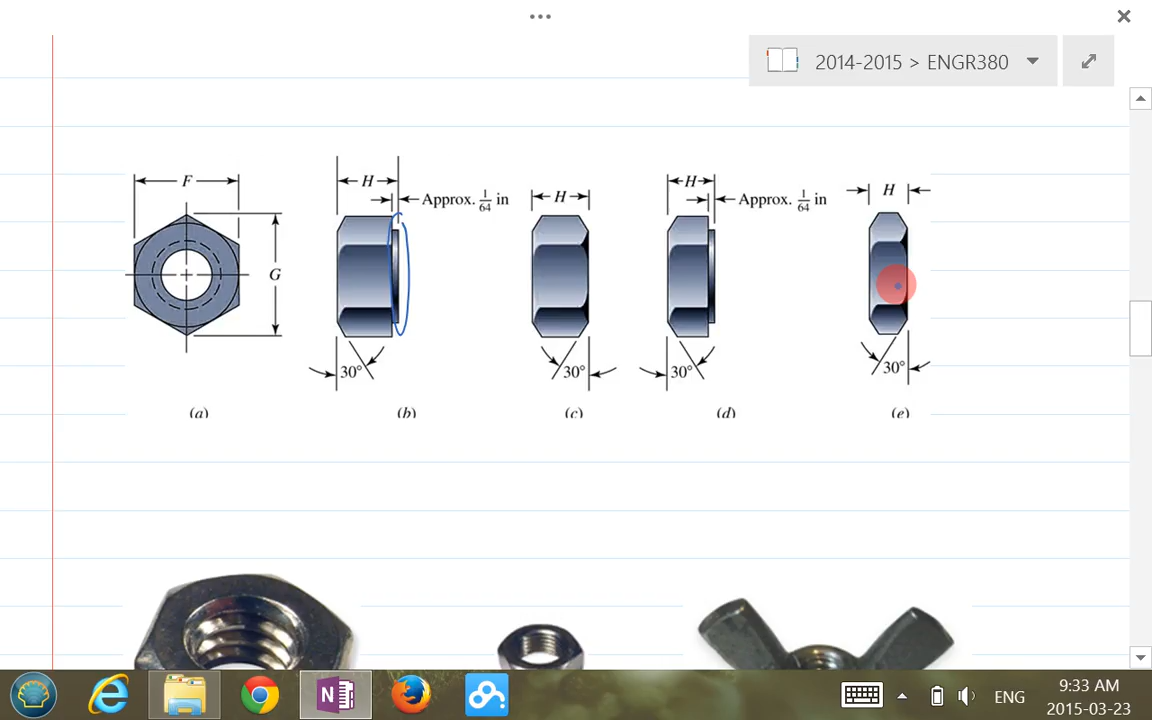 2014-2015 > ENGR380
F
G
(a)
H
Approx. 1/64 in
30°
(b)
H
30°
(c)
H
Approx. 1/64 in
30°
(d)
H
30°
(e)
N
ENG
9:33 AM
2015-03-23